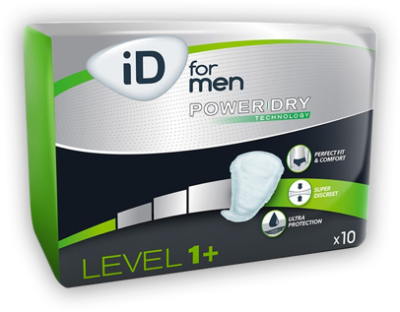 iD for men
POWER DRY
TECHNOLOGY
PERFECT FIT
& COMFORT
SUPER
DISCREET
ULTRA
PROTECTION
LEVEL 1+
x10